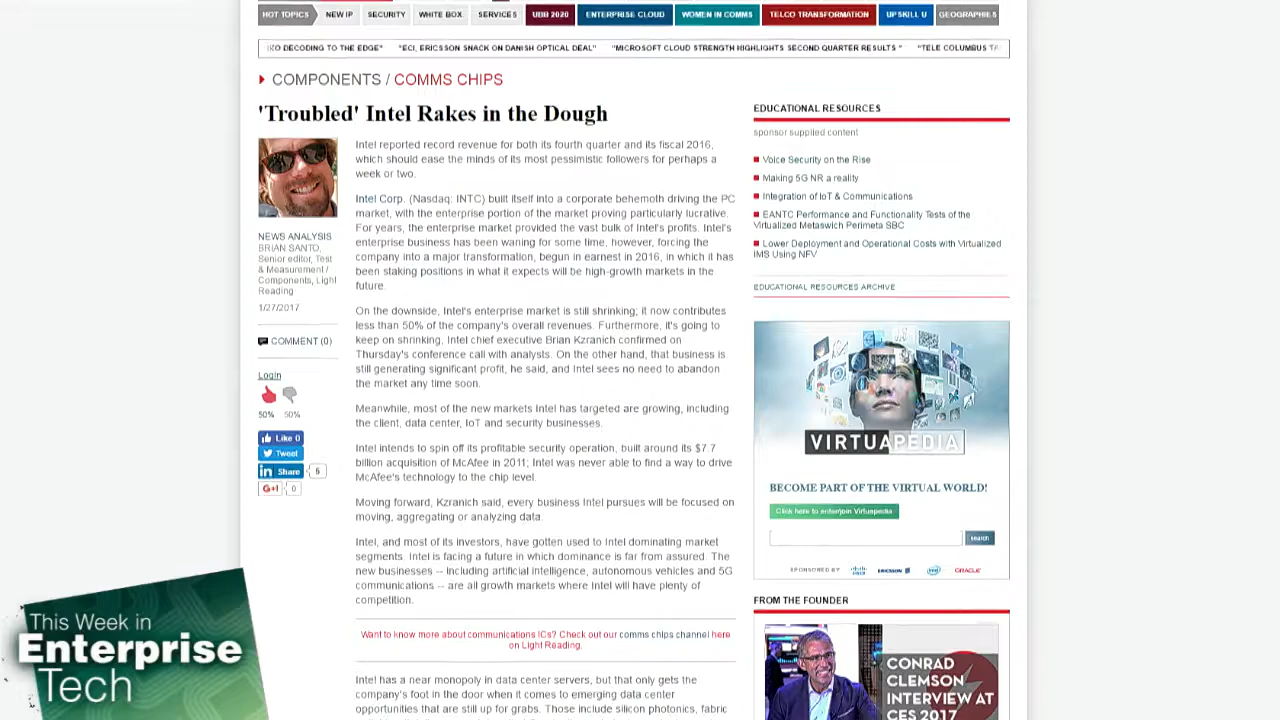 HOT TOPICS
NEW IP
SECURITY
WHITE BOX
SERVICES
UBB 2020
ENTERPRISE CLOUD
WOMEN IN COMMS
TELCO TRANSFORMATION
UPSKILL U
GEOGRAPHIES
DECODING TO THE EDGE" "ECI, ERICSSON SNACK ON DANISH OPTICAL DEAL" "MICROSOFT CLOUD STRENGTH HIGHLIGHTS SECOND QUARTER RESULTS " "TELE COLUMBUS
COMPONENTS / COMMS CHIPS
'Troubled' Intel Rakes in the Dough
NEWS ANALYSIS
BRIAN SANTO,
Senior editor, Test
& Measurement /
Components, Light
Reading
1/27/2017
COMMENT (0)
Login
50% 50%
Like 0
Tweet
in Share 5
G+1 0
Intel reported record revenue for both its fourth quarter and its fiscal 2016,
which should ease the minds of its most pessimistic followers for perhaps a
week or two.
Intel Corp. (Nasdaq: INTC) built itself into a corporate behemoth driving the PC
market, with the enterprise portion of the market proving particularly lucrative.
For years, the enterprise market provided the vast bulk of Intel's profits. Intel's
enterprise business has been waning for some time, however, forcing the
company into a major transformation, begun in earnest in 2016, in which it has
been staking positions in what it expects will be high-growth markets in the
future.
On the downside, Intel's enterprise market is still shrinking; it now contributes
less than 50% of the company's overall revenues. Furthermore, it's going to
keep on shrinking, Intel chief executive Brian Kzranich confirmed on
Thursday's conference call with analysts. On the other hand, that business is
still generating significant profit, he said, and Intel sees no need to abandon
the market any time soon.
Meanwhile, most of the new markets Intel has targeted are growing, including
the client, data center, IoT and security businesses.
Intel intends to spin off its profitable security operation, built around its $7.7
billion acquisition of McAfee in 2011; Intel was never able to find a way to drive
McAfee's technology to the chip level.
Moving forward, Kzranich said, every business Intel pursues will be focused on
moving, aggregating or analyzing data.
Intel, and most of its investors, have gotten used to Intel dominating market
segments. Intel is facing a future in which dominance is far from assured. The
new businesses -- including artificial intelligence, autonomous vehicles and 5G
communications -- are all growth markets where Intel will have plenty of
competition.
Want to know more about communications ICs? Check out our comms chips channel here
on Light Reading.
Intel has a near monopoly in data center servers, but that only gets the
company's foot in the door when it comes to emerging data center
opportunities that are still up for grabs. Those include silicon photonics, fabric
EDUCATIONAL RESOURCES
sponsor supplied content
Voice Security on the Rise
Making 5G NR a reality
Integration of IoT & Communications
EANTC Performance and Functionality Tests of the
Virtualized Metaswich Perimeta SBC
Lower Deployment and Operational Costs with Virtualized
IMS Using NFV
EDUCATIONAL RESOURCES ARCHIVE
VIRTUAPEDIA
BECOME PART OF THE VIRTUAL WORLD!
Click here to enter/join Virtuapedia
search
SPONSORED BY cisco ERICSSON intel ORACLE
FROM THE FOUNDER
CONRAD
CLEMSON
INTERVIEW AT
CES 2017
This Week in
Enterprise
Tech